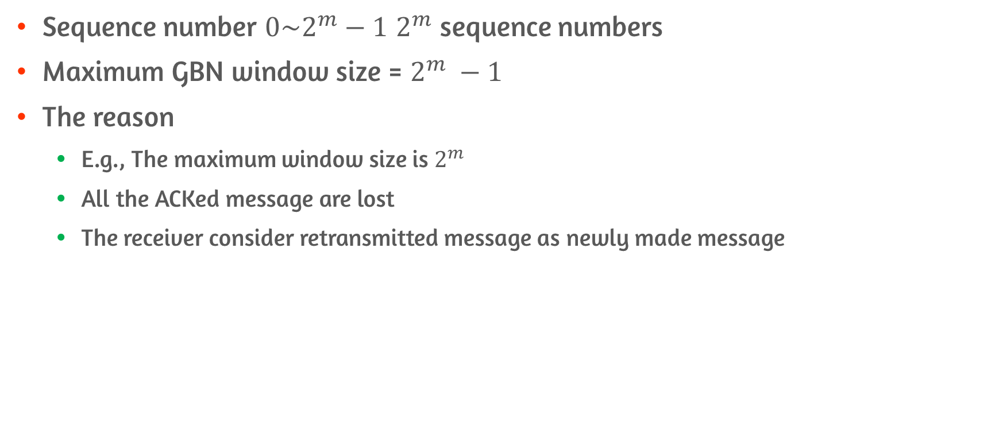 • Sequence number 0~2^m − 1 2^m sequence numbers
• Maximum GBN window size = 2^m − 1
• The reason
• E.g., The maximum window size is 2^m
• All the ACKed message are lost
• The receiver consider retransmitted message as newly made message